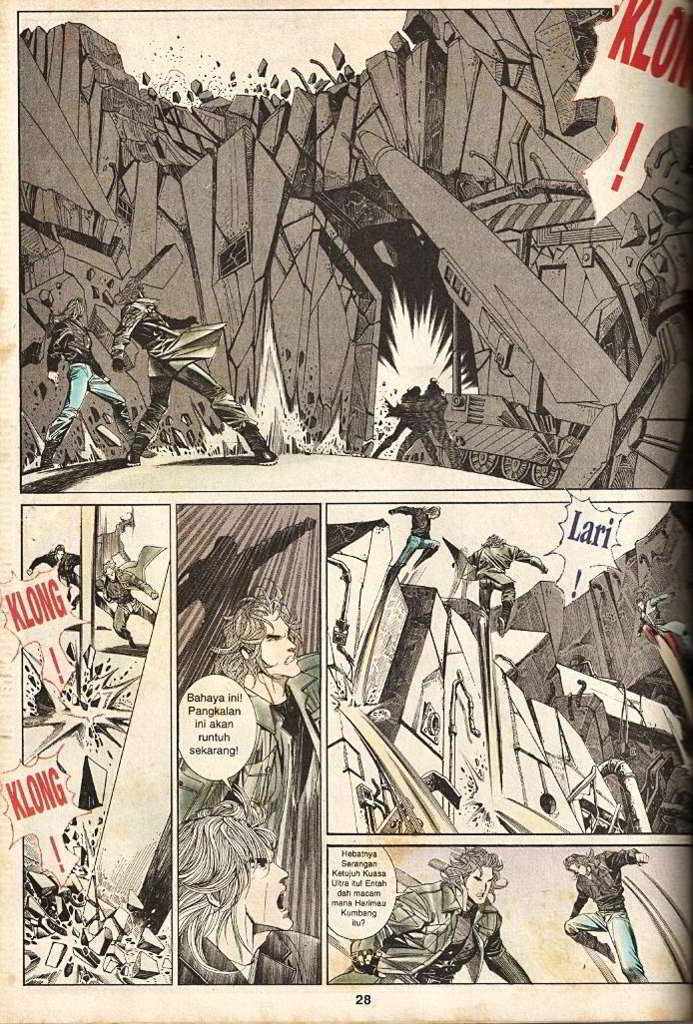 KLONG
!
KLONG
!
KLONG
!
Bahaya ini!
Pangkalan
ini akan
runtuh
sekarang!
Lari
!
Hebatnya
Serangan
Ketujuh Kuasa
Ultra itu! Entah
dah macam
mana Harimau
Kumbang
itu?
28